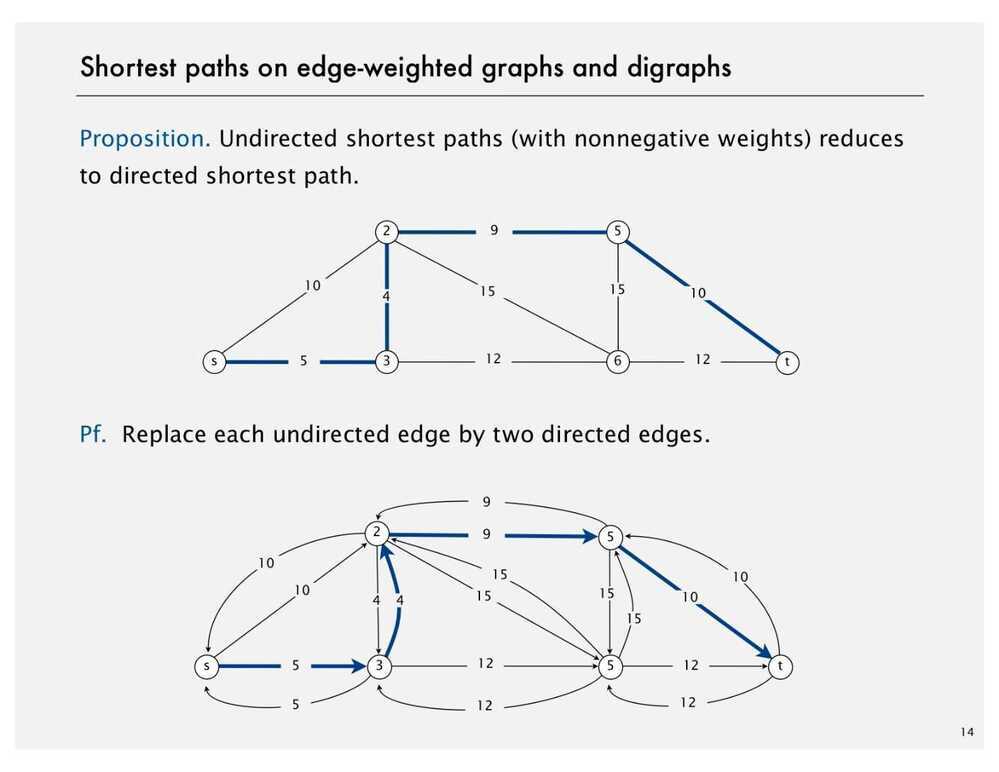 Shortest paths on edge-weighted graphs and digraphs
Proposition. Undirected shortest paths (with nonnegative weights) reduces
to directed shortest path.
2 9 5
10 4 15 15 10
s 5 3 12 6 12 t
Pf. Replace each undirected edge by two directed edges.
9
2 9 5
10 10 4 4 15 15 15 15 10 10
s 5 3 12 5 12 t
5 12 12
14